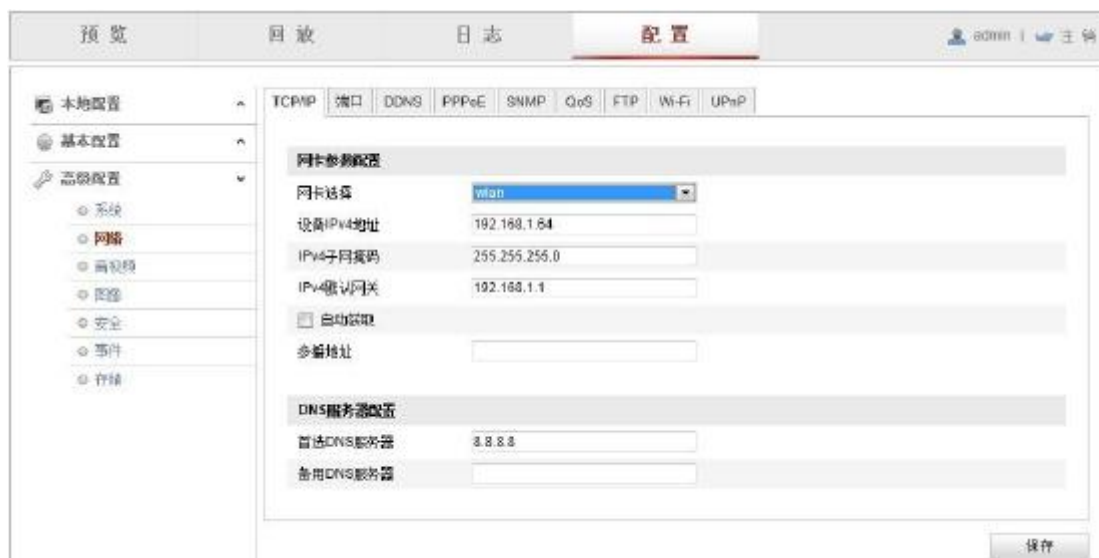 预览 回放 日志 配置 admin | 注销
本地配置
基本配置
高级配置
系统
网络
音视频
图像
安全
事件
存储
TCP/IP 端口 DDNS PPPoE SNMP QoS FTP Wi-Fi UPnP
网卡参数配置
网卡选择 wlan
设备IPv4地址 192.168.1.64
IPv4子网掩码 255.255.255.0
IPv4默认网关 192.168.1.1
自动获取
多播地址
DNS服务器配置
首选DNS服务器 8.8.8.8
备用DNS服务器
保存